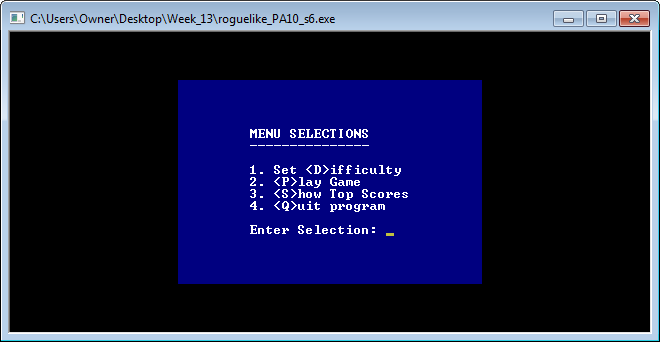 C:\Users\Owner\Desktop\Week_13\roguelike_PA10_s6.exe
MENU SELECTIONS
---------------
1. Set <D>ifficulty
2. <P>lay Game
3. <S>how Top Scores
4. <Q>uit program
Enter Selection: _